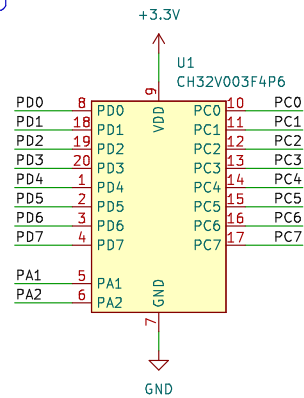 +3.3V
U1
CH32V003F4P6
9
VDD
PD0 8 PD0 PC0 10 PC0
PD1 18 PD1 PC1 11 PC1
PD2 19 PD2 PC2 12 PC2
PD3 20 PD3 PC3 13 PC3
PD4 1 PD4 PC4 14 PC4
PD5 2 PD5 PC5 15 PC5
PD6 3 PD6 PC6 16 PC6
PD7 4 PD7 PC7 17 PC7
PA1 5 PA1
PA2 6 PA2
GND
7
GND